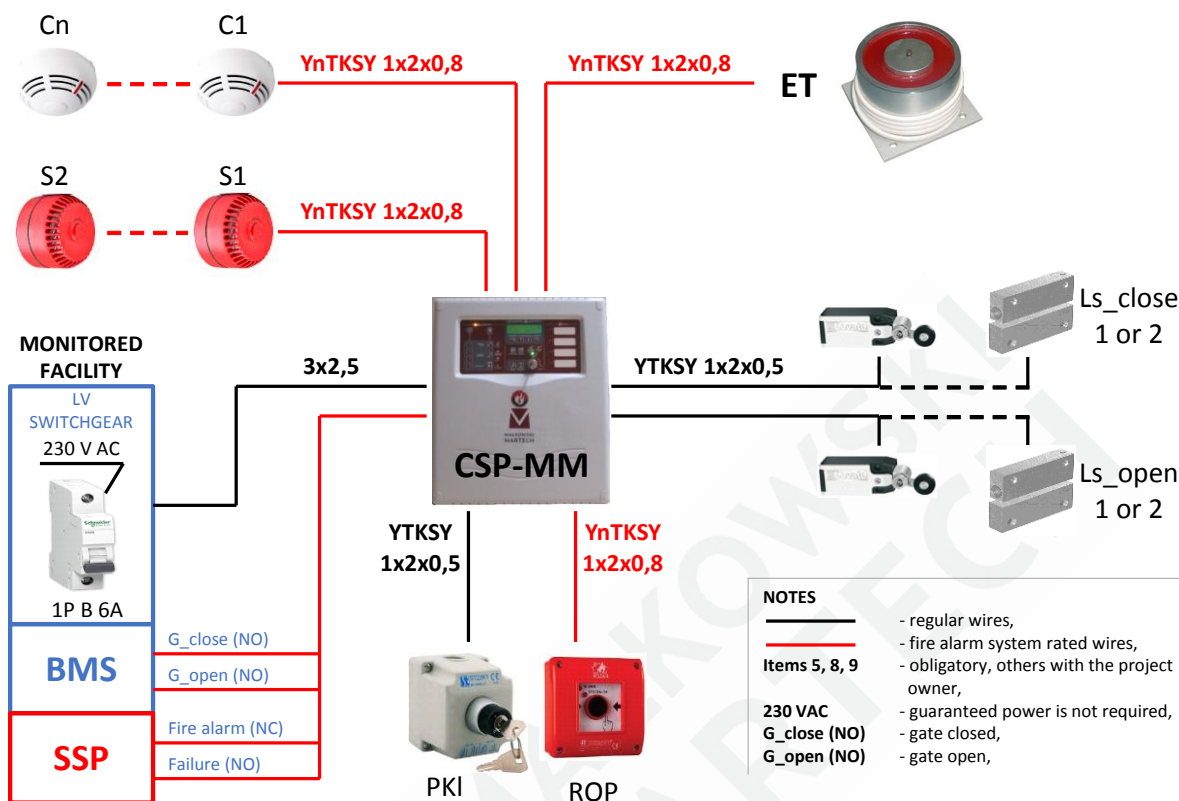 Cn
C1
YnTKSY 1x2x0,8
YnTKSY 1x2x0,8
ET
S2
S1
YnTKSY 1x2x0,8
Ls_close
1 or 2
MONITORED
FACILITY
3x2,5
YTKSY 1x2x0,5
LV
SWITCHGEAR
230 V AC
MAŁKOWSKI
MARTECH
CSP-MM
Ls_open
1 or 2
Schneider
YTKSY
1x2x0,5
YnTKSY
1x2x0,8
1P B 6A
BMS
G_close (NO)
G_open (NO)
SSP
Fire alarm (NC)
Failure (NO)
PKl
ROP
NOTES
- regular wires,
- fire alarm system rated wires,
Items 5, 8, 9 - obligatory, others with the project
owner,
230 VAC - guaranteed power is not required,
G_close (NO) - gate closed,
G_open (NO) - gate open,